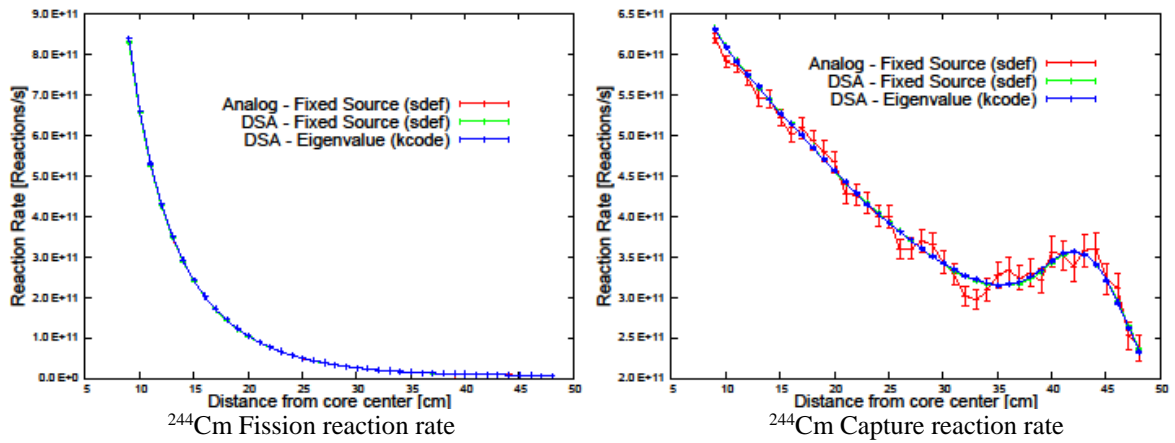 9.0E+11
8.0E+11
7.0E+11
6.0E+11
5.0E+11
4.0E+11
3.0E+11
2.0E+11
1.0E+11
0.0E+0
Reaction Rate [Reactions/s]
Analog - Fixed Source (sdef)
DSA - Fixed Source (sdef)
DSA - Eigenvalue (kcode)
5 10 15 20 25 30 35 40 45 50
Distance from core center [cm]
²⁴⁴Cm Fission reaction rate
6.5E+11
6.0E+11
5.5E+11
5.0E+11
4.5E+11
4.0E+11
3.5E+11
3.0E+11
2.5E+11
2.0E+11
Reaction Rate [Reactions/s]
Analog - Fixed Source (sdef)
DSA - Fixed Source (sdef)
DSA - Eigenvalue (kcode)
5 10 15 20 25 30 35 40 45 50
Distance from core center [cm]
²⁴⁴Cm Capture reaction rate